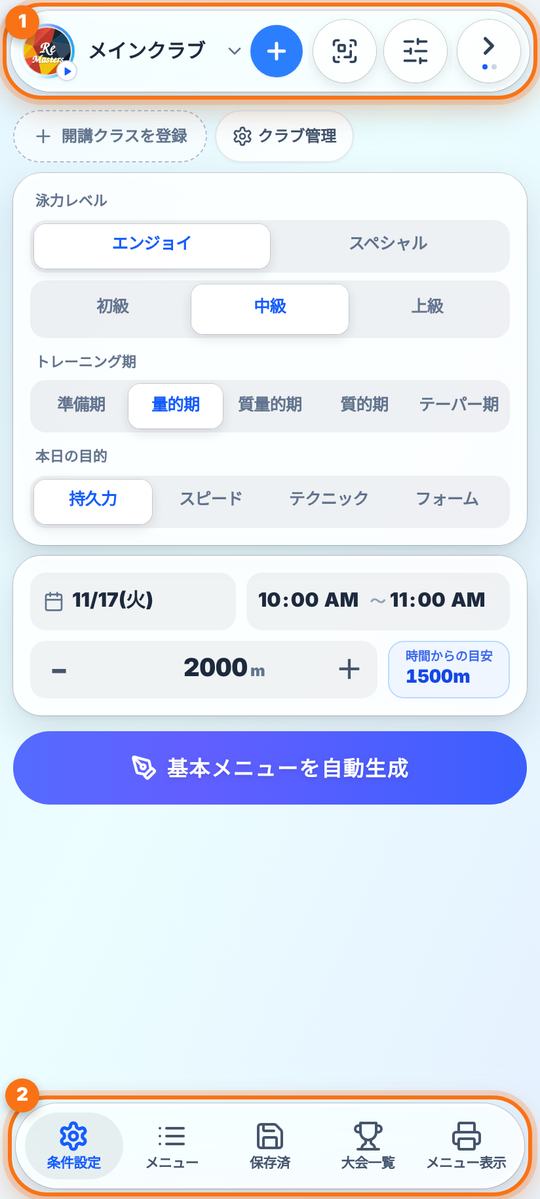 1
Re
Masters
メインクラブ
開講クラスを登録
クラブ管理
泳力レベル
エンジョイ
スペシャル
初級
中級
上級
トレーニング期
準備期
量的期
質量的期
質的期
テーパー期
本日の目的
持久力
スピード
テクニック
フォーム
11/17(火)
10:00 AM ～11:00 AM
2000m
時間からの目安
1500m
基本メニューを自動生成
2
条件設定
メニュー
保存済
大会一覧
メニュー表示